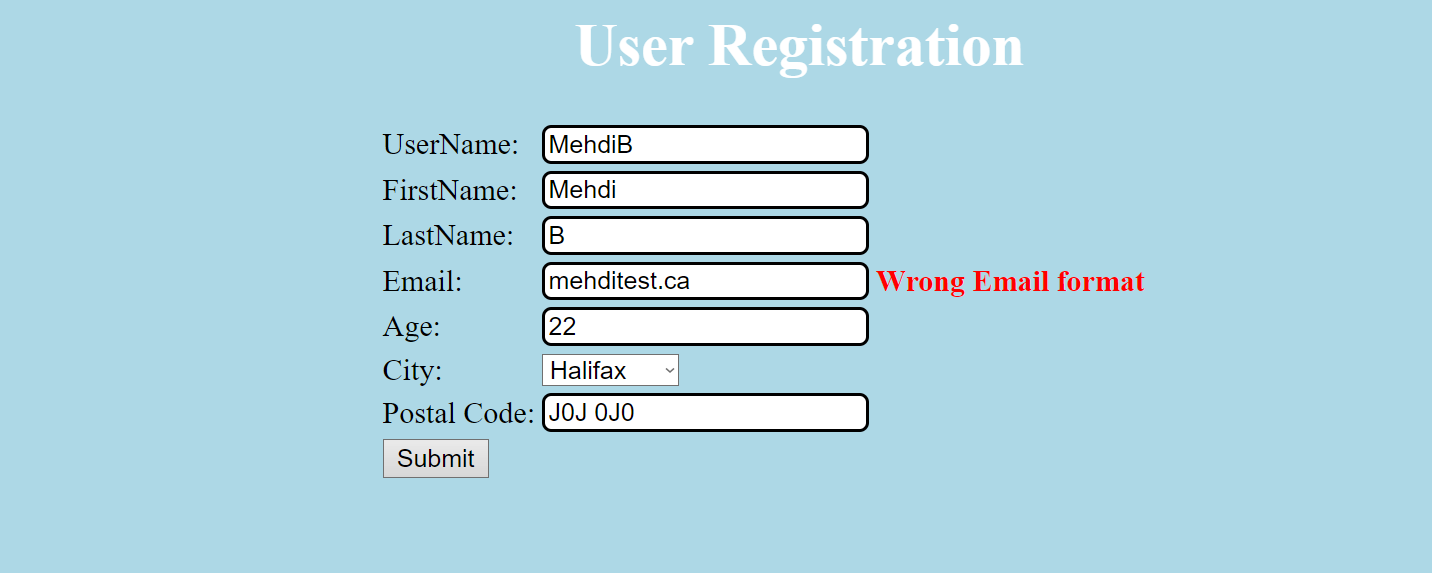 User Registration
UserName: MehdiB
FirstName: Mehdi
LastName: B
Email: mehditest.ca Wrong Email format
Age: 22
City: Halifax
Postal Code: J0J 0J0
Submit